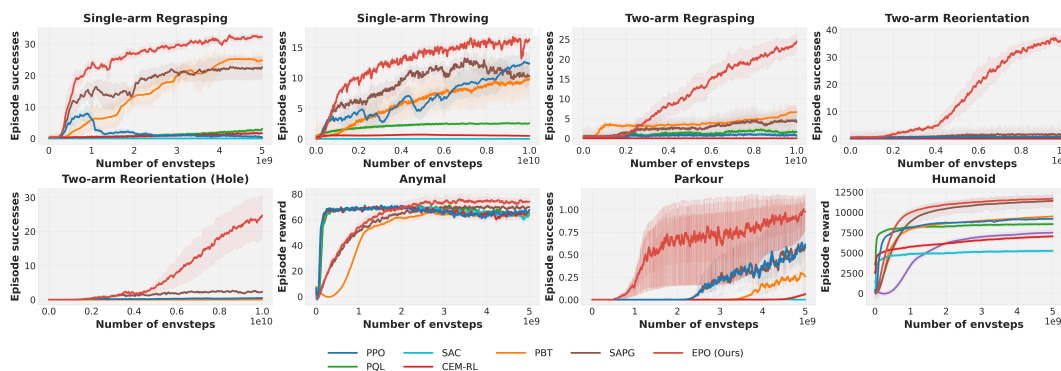 Single-arm Regrasping
Episode successes
30
20
10
0
0 1 2 3 4 5
1e9
Number of envsteps
Single-arm Throwing
Episode successes
15
10
5
0
0.0 0.2 0.4 0.6 0.8 1.0
1e10
Number of envsteps
Two-arm Regrasping
Episode successes
25
20
15
10
5
0
0.0 0.2 0.4 0.6 0.8 1.0
1e10
Number of envsteps
Two-arm Reorientation
Episode successes
40
30
20
10
0
0.0 0.2 0.4 0.6 0.8 1.0
1e10
Number of envsteps
Two-arm Reorientation (Hole)
Episode successes
30
20
10
0
0.0 0.2 0.4 0.6 0.8 1.0
1e10
Number of envsteps
Anymal
Episode reward
80
60
40
20
0
0 1 2 3 4 5
1e9
Number of envsteps
Parkour
Episode successes
1.00
0.75
0.50
0.25
0.00
0 1 2 3 4 5
1e9
Number of envsteps
Humanoid
Episode reward
12500
10000
7500
5000
2500
0
0 1 2 3 4 5
1e9
Number of envsteps
PPO SAC PBT SAPG EPO (Ours)
PQL CEM-RL